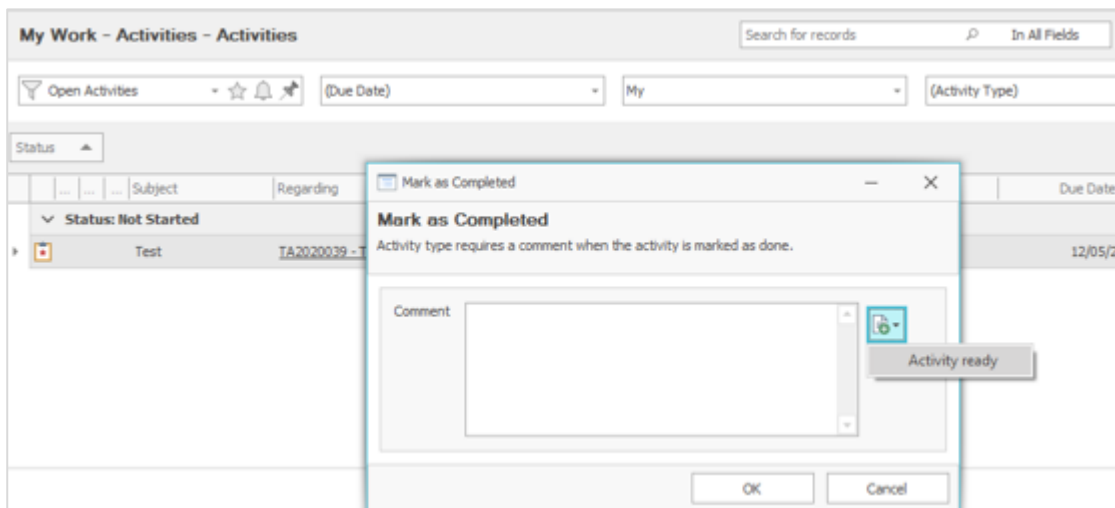 My Work - Activities - Activities
Search for records
In All Fields
Open Activities
(Due Date)
My
(Activity Type)
Status
... ... ... Subject Regarding Due Date
Mark as Completed
Status: Not Started
Mark as Completed
Activity type requires a comment when the activity is marked as done.
Test TA2020039 - T 12/05/2
Comment
Activity ready
OK Cancel